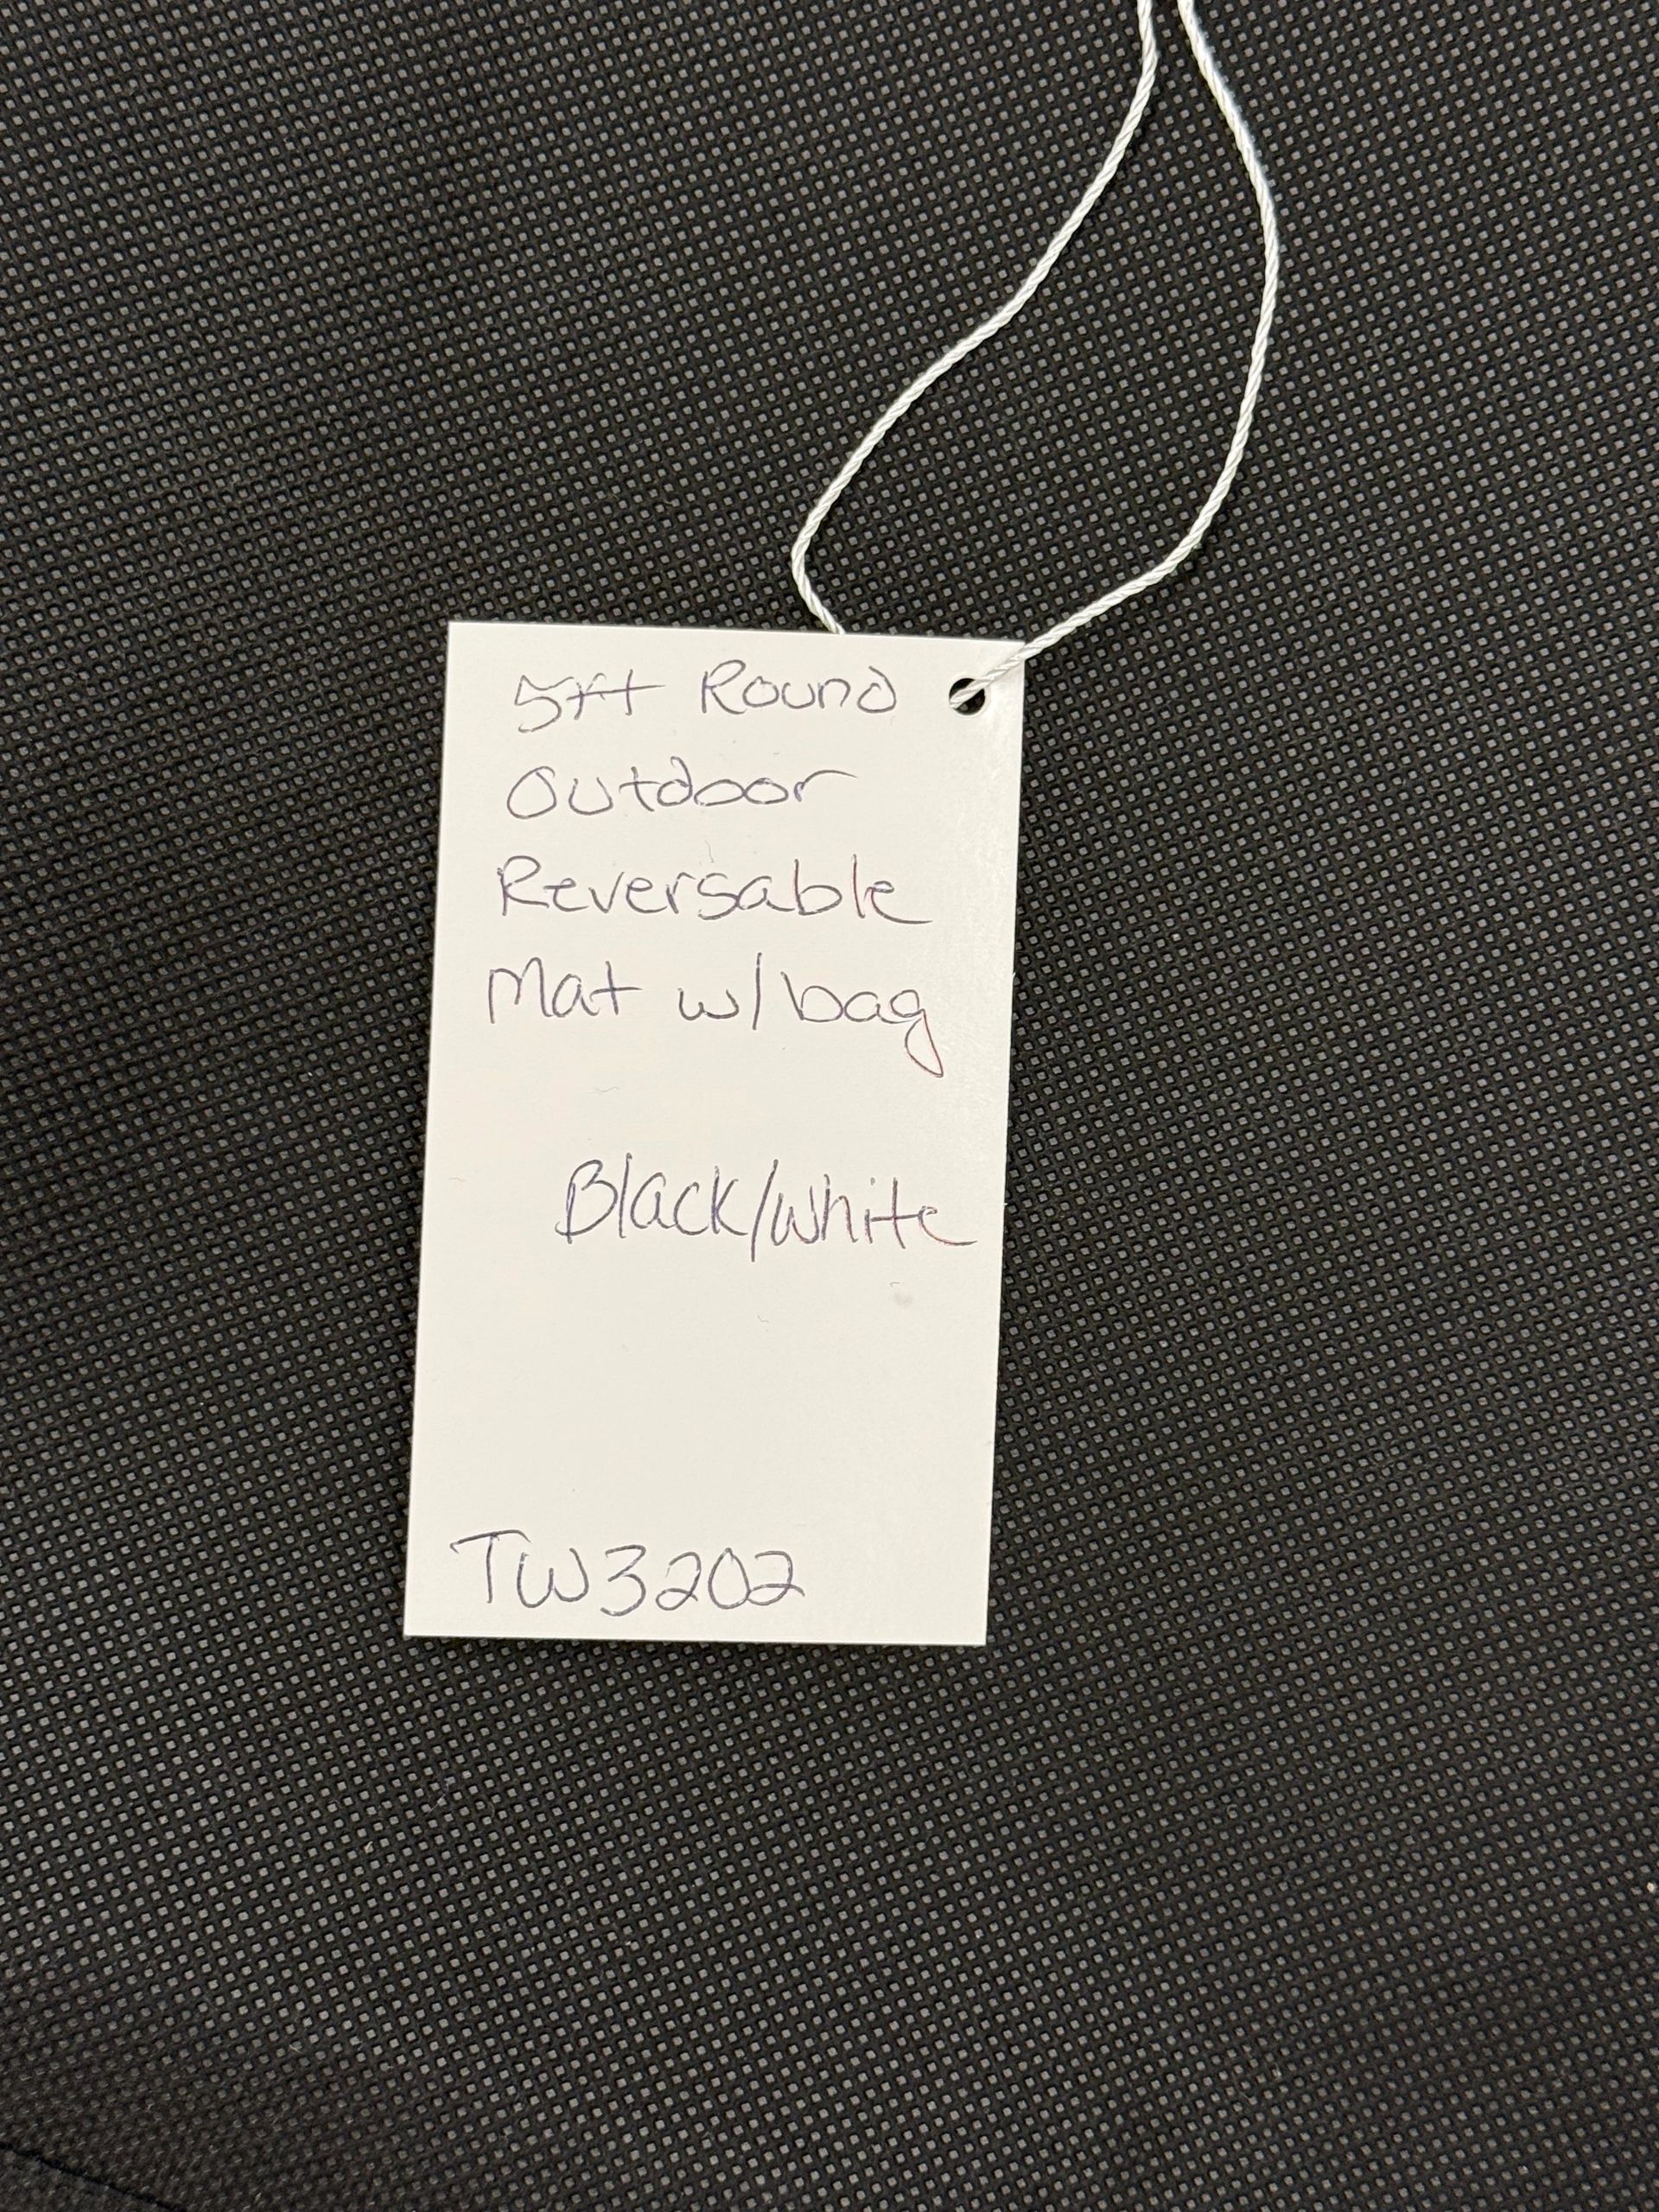 5ft Round
Outdoor
Reversable
Mat w/bag
Black/white
TW3202